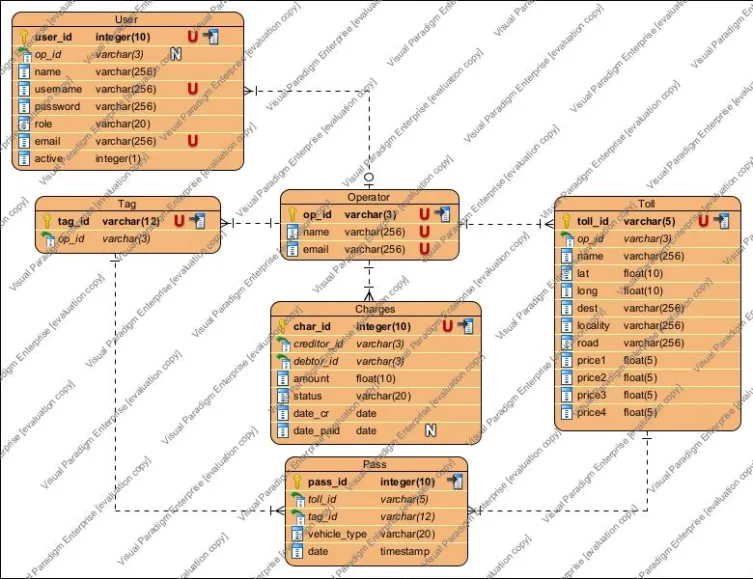 User
user_id integer(10) U
op_id varchar(3) N
name varchar(256)
username varchar(256) U
password varchar(256)
role varchar(20)
email varchar(256) U
active integer(1)
Tag
tag_id varchar(12) U
op_id varchar(3)
Operator
op_id varchar(3) U
name varchar(256) U
email varchar(256) U
Toll
toll_id varchar(5) U
op_id varchar(3)
name varchar(256)
lat float(10)
long float(10)
dest varchar(256)
locality varchar(256)
road varchar(256)
price1 float(5)
price2 float(5)
price3 float(5)
price4 float(5)
Charges
char_id integer(10) U
creditor_id varchar(3)
debtor_id varchar(3)
amount float(10)
status varchar(20)
date_cr date
date_paid date N
Pass
pass_id integer(10)
toll_id varchar(5)
tag_id varchar(12)
vehicle_type varchar(20)
date timestamp
Visual Paradigm Enterprise [evaluation copy]